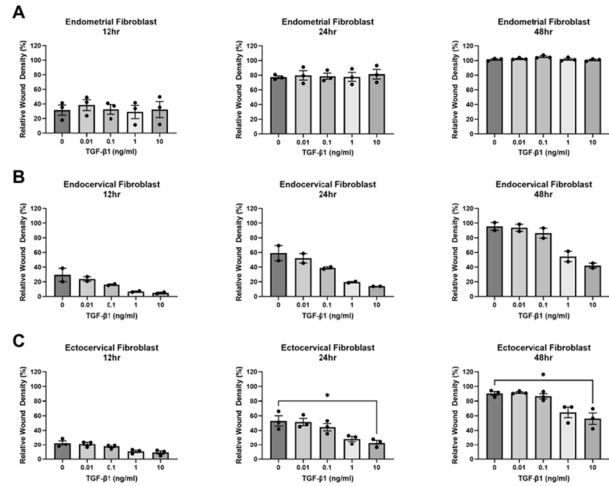 A
Endometrial Fibroblast
12hr
Relative Wound Density (%)
120
100
80
60
40
20
0
0 0.01 0.1 1 10
TGF-β1 (ng/ml)
Endometrial Fibroblast
24hr
Relative Wound Density (%)
120
100
80
60
40
20
0
0 0.01 0.1 1 10
TGF-β1 (ng/ml)
Endometrial Fibroblast
48hr
Relative Wound Density (%)
120
100
80
60
40
20
0
0 0.01 0.1 1 10
TGF-β1 (ng/ml)
B
Endocervical Fibroblast
12hr
Relative Wound Density (%)
120
100
80
60
40
20
0
0 0.01 0.1 1 10
TGF-β1 (ng/ml)
Endocervical Fibroblast
24hr
Relative Wound Density (%)
120
100
80
60
40
20
0
0 0.01 0.1 1 10
TGF-β1 (ng/ml)
Endocervical Fibroblast
48hr
Relative Wound Density (%)
120
100
80
60
40
20
0
0 0.01 0.1 1 10
TGF-β1 (ng/ml)
C
Ectocervical Fibroblast
12hr
Relative Wound Density (%)
120
100
80
60
40
20
0
0 0.01 0.1 1 10
TGF-β1 (ng/ml)
Ectocervical Fibroblast
24hr
Relative Wound Density (%)
120
100
80
60
40
20
0
*
0 0.01 0.1 1 10
TGF-β1 (ng/ml)
Ectocervical Fibroblast
48hr
Relative Wound Density (%)
120
100
80
60
40
20
0
*
0 0.01 0.1 1 10
TGF-β1 (ng/ml)